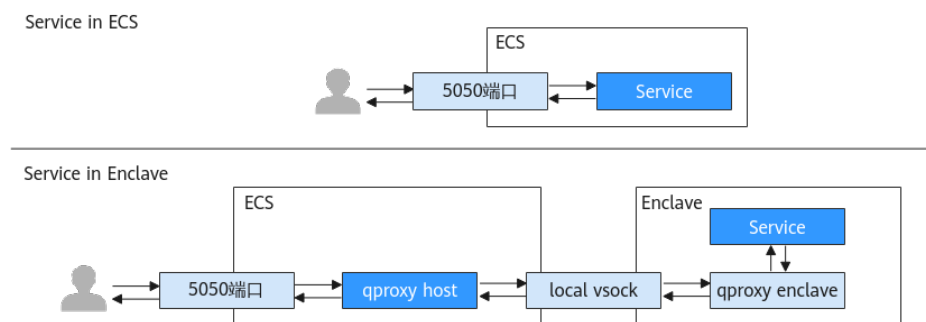 Service in ECS
ECS
5050端口
Service
Service in Enclave
ECS
Enclave
Service
5050端口
qproxy host
local vsock
qproxy enclave